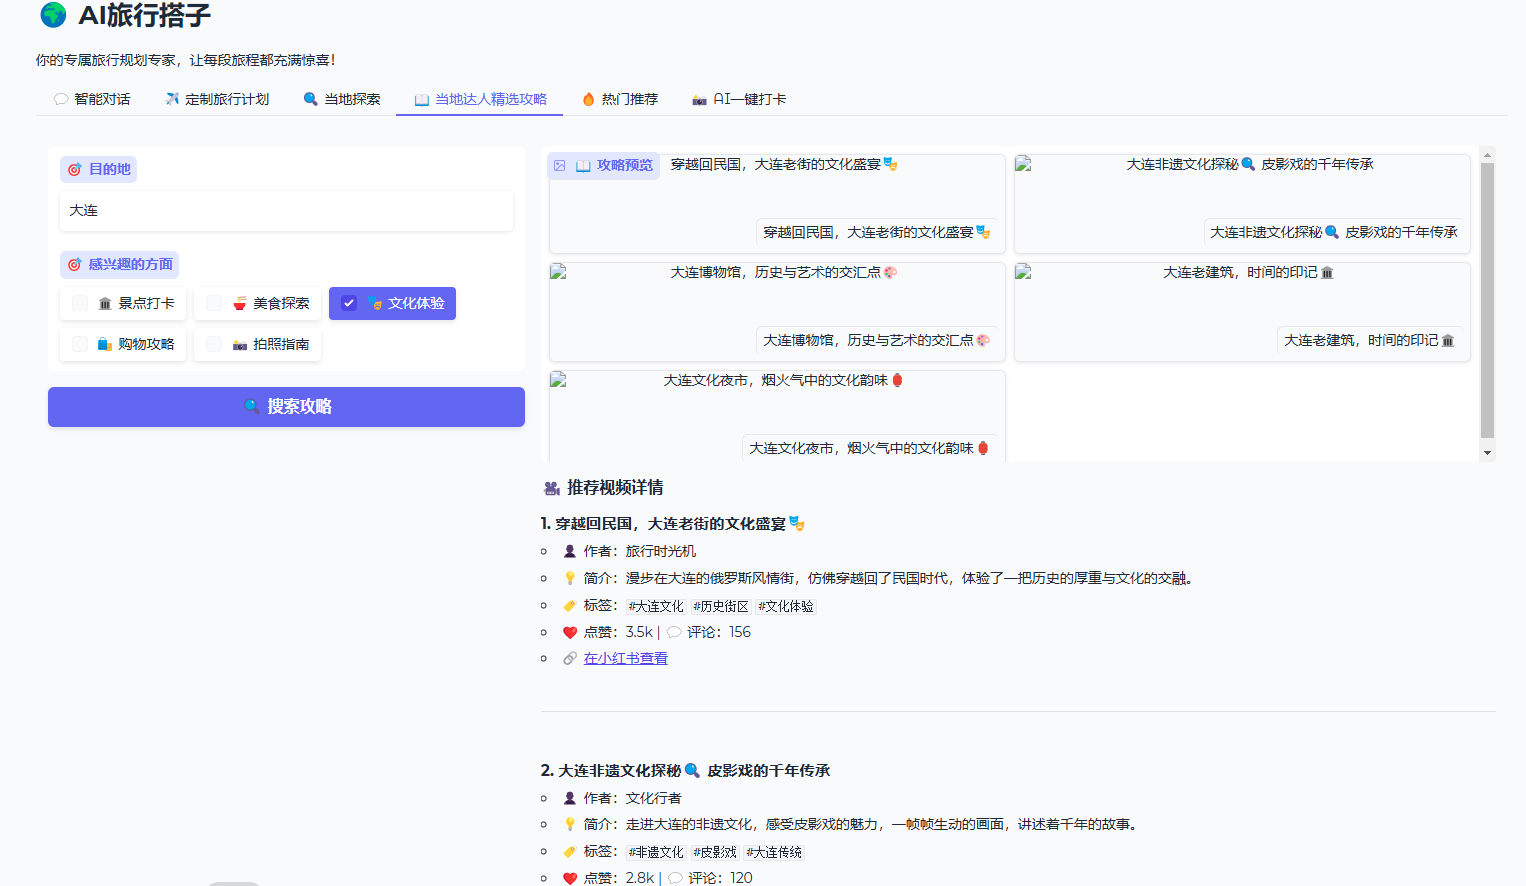 AI旅行搭子
你的专属旅行规划专家，让每段旅程都充满惊喜！
智能对话 定制旅行计划 当地探索 当地达人精选攻略 热门推荐 AI一键打卡
目的地
大连
感兴趣的方面
景点打卡 美食探索 文化体验
购物攻略 拍照指南
搜索攻略
攻略预览
穿越回民国，大连老街的文化盛宴
穿越回民国，大连老街的文化盛宴
大连非遗文化探秘 皮影戏的千年传承
大连非遗文化探秘 皮影戏的千年传承
大连博物馆，历史与艺术的交汇点
大连博物馆，历史与艺术的交汇点
大连老建筑，时间的印记
大连老建筑，时间的印记
大连文化夜市，烟火气中的文化韵味
大连文化夜市，烟火气中的文化韵味
推荐视频详情
1. 穿越回民国，大连老街的文化盛宴
作者：旅行时光机
简介：漫步在大连的俄罗斯风情街，仿佛穿越回了民国时代，体验了一把历史的厚重与文化的交融。
标签：#大连文化 #历史街区 #文化体验
点赞：3.5k | 评论：156
在小红书查看
2. 大连非遗文化探秘 皮影戏的千年传承
作者：文化行者
简介：走进大连的非遗文化，感受皮影戏的魅力，一帧帧生动的画面，讲述着千年的故事。
标签：#非遗文化 #皮影戏 #大连传统
点赞：2.8k | 评论：120